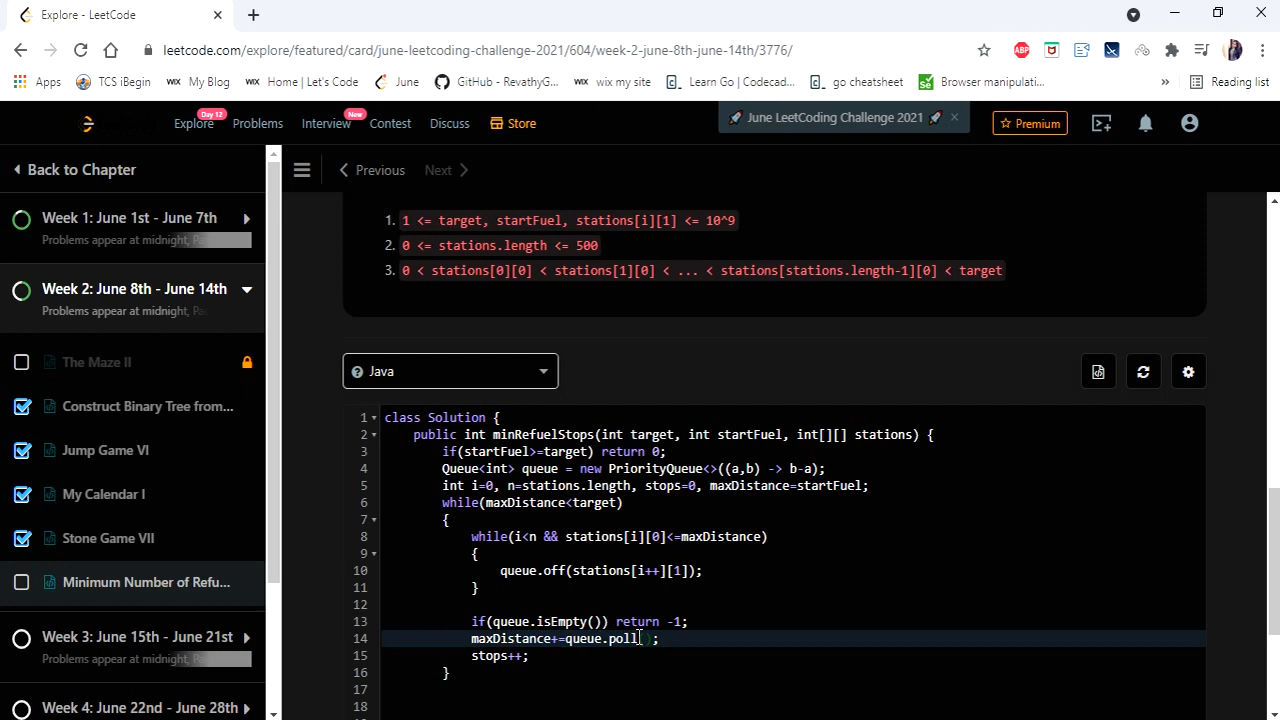 Explore - LeetCode
leetcode.com/explore/featured/card/june-leetcoding-challenge-2021/604/week-2-june-8th-june-14th/3776/
ABP
Apps TCS iBegin WIX My Blog WIX Home | Let's Code June GitHub - RevathyG... WIX wix my site Learn Go | Codecad... go cheatsheet Browser manipulati... » Reading list
Day 12 New
Explore Problems Interview Contest Discuss Store June LeetCoding Challenge 2021 Premium
Back to Chapter
Previous Next
Week 1: June 1st - June 7th
Problems appear at midnight,
Week 2: June 8th - June 14th
Problems appear at midnight,
The Maze II
Construct Binary Tree from...
Jump Game VI
My Calendar I
Stone Game VII
Minimum Number of Refu...
Week 3: June 15th - June 21st
Problems appear at midnight,
Week 4: June 22nd - June 28th
1. 1 <= target, startFuel, stations[i][1] <= 10^9
2. 0 <= stations.length <= 500
3. 0 < stations[0][0] < stations[1][0] < ... < stations[stations.length-1][0] < target
Java
1 class Solution {
2 public int minRefuelStops(int target, int startFuel, int[][] stations) {
3 if(startFuel>=target) return 0;
4 Queue<int> queue = new PriorityQueue<>((a,b) -> b-a);
5 int i=0, n=stations.length, stops=0, maxDistance=startFuel;
6 while(maxDistance<target)
7 {
8 while(i<n && stations[i][0]<=maxDistance)
9 {
10 queue.off(stations[i++][1]);
11 }
12
13 if(queue.isEmpty()) return -1;
14 maxDistance+=queue.poll();
15 stops++;
16 }
17
18